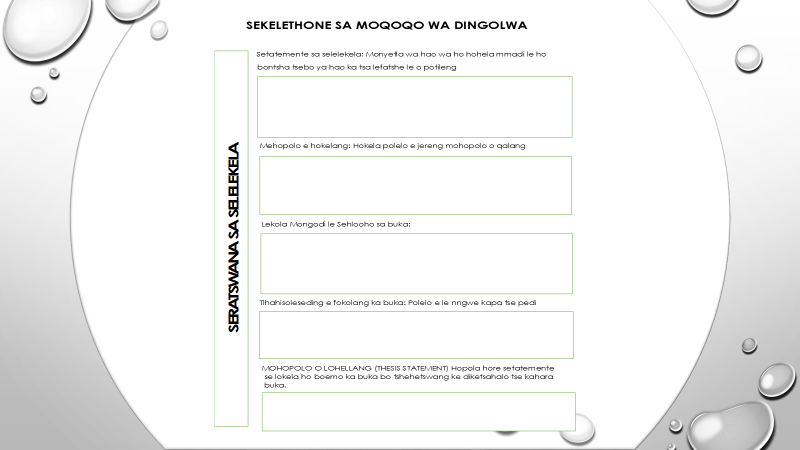 SEKELETHONE SA MOQOQO WA DINGOLWA
SERATSWANA SA SELELEKELA
Setatemente sa selelekela: Monyetla wa hao wa ho hohela mmadi le ho
bontsha tsebo ya hao ka tsa lefatshe le o potileng
Mehopolo e hokelang: Hokela polelo e jereng mohopolo o qalang
Lekola Mongodi le Sehlooho sa buka:
Tlhahisoleseding e fokolang ka buka: Polelo e le nngwe kapa tse pedi
MOHOPOLO O LOHELLANG (THESIS STATEMENT) Hopola hore setatemente
se lokela ho boemo ka buka bo tshehetswang ke diketsahalo tse kahara
buka.